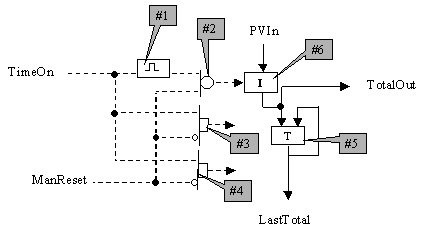 #1
#2
PVIn
#6
TimeOn
I
TotalOut
#3
T
#5
ManReset
#4
LastTotal